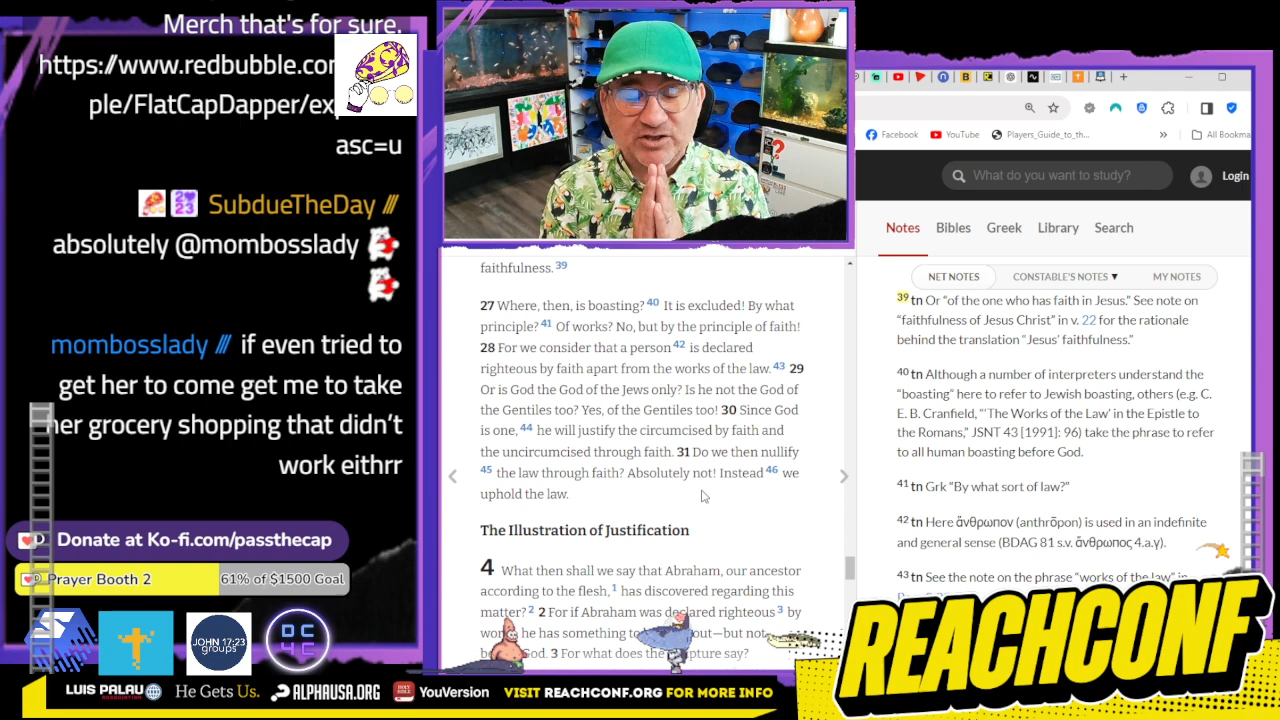 Merch that's for sure.
https://www.redbubble.co
ple/FlatCapDapper/ex
asc=u
SubdueTheDay ///
absolutely @mombosslady
mombosslady /// if even tried to
get her to come get me to take
her grocery shopping that didn't
work eithrr
Donate at Ko-fi.com/passthecap
Prayer Booth 2 61% of $1500 Goal
JOHN 17:23
groups
faithfulness. 39
27 Where, then, is boasting? 40 It is excluded! By what
principle? 41 Of works? No, but by the principle of faith!
28 For we consider that a person 42 is declared
righteous by faith apart from the works of the law. 43 29
Or is God the God of the Jews only? Is he not the God of
the Gentiles too? Yes, of the Gentiles too! 30 Since God
is one, 44 he will justify the circumcised by faith and
the uncircumcised through faith. 31 Do we then nullify
45 the law through faith? Absolutely not! Instead 46 we
uphold the law.
The Illustration of Justification
4 What then shall we say that Abraham, our ancestor
according to the flesh, 1 has discovered regarding this
matter? 2 2 For if Abraham was declared righteous 3 by
he has something to out—but not
God. 3 For what does the scripture say?
Facebook YouTube Players_Guide_to_th... » All Bookma
What do you want to study? Login
Notes Bibles Greek Library Search
NET NOTES CONSTABLE'S NOTES ▼ MY NOTES
39 tn Or “of the one who has faith in Jesus.” See note on
“faithfulness of Jesus Christ” in v. 22 for the rationale
behind the translation “Jesus’ faithfulness.”
40 tn Although a number of interpreters understand the
“boasting” here to refer to Jewish boasting, others (e.g. C.
E. B. Cranfield, “‘The Works of the Law’ in the Epistle to
the Romans,” JSNT 43 [1991]: 96) take the phrase to refer
to all human boasting before God.
41 tn Grk “By what sort of law?”
42 tn Here ἄνθρωπον (anthrōpon) is used in an indefinite
and general sense (BDAG 81 s.v. ἄνθρωπος 4.a.γ).
43 tn See the note on the phrase “works of the law” in
REACHCONF
LUIS PALAU He Gets Us. ALPHAUSA.ORG HOLY BIBLE YouVersion VISIT REACHCONF.ORG FOR MORE INFO